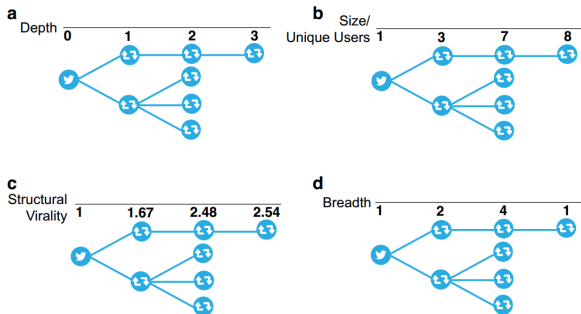 a
Depth
0 1 2 3
b
Size/
Unique Users
1 3 7 8
c
Structural
Virality
1 1.67 2.48 2.54
d
Breadth
1 2 4 1